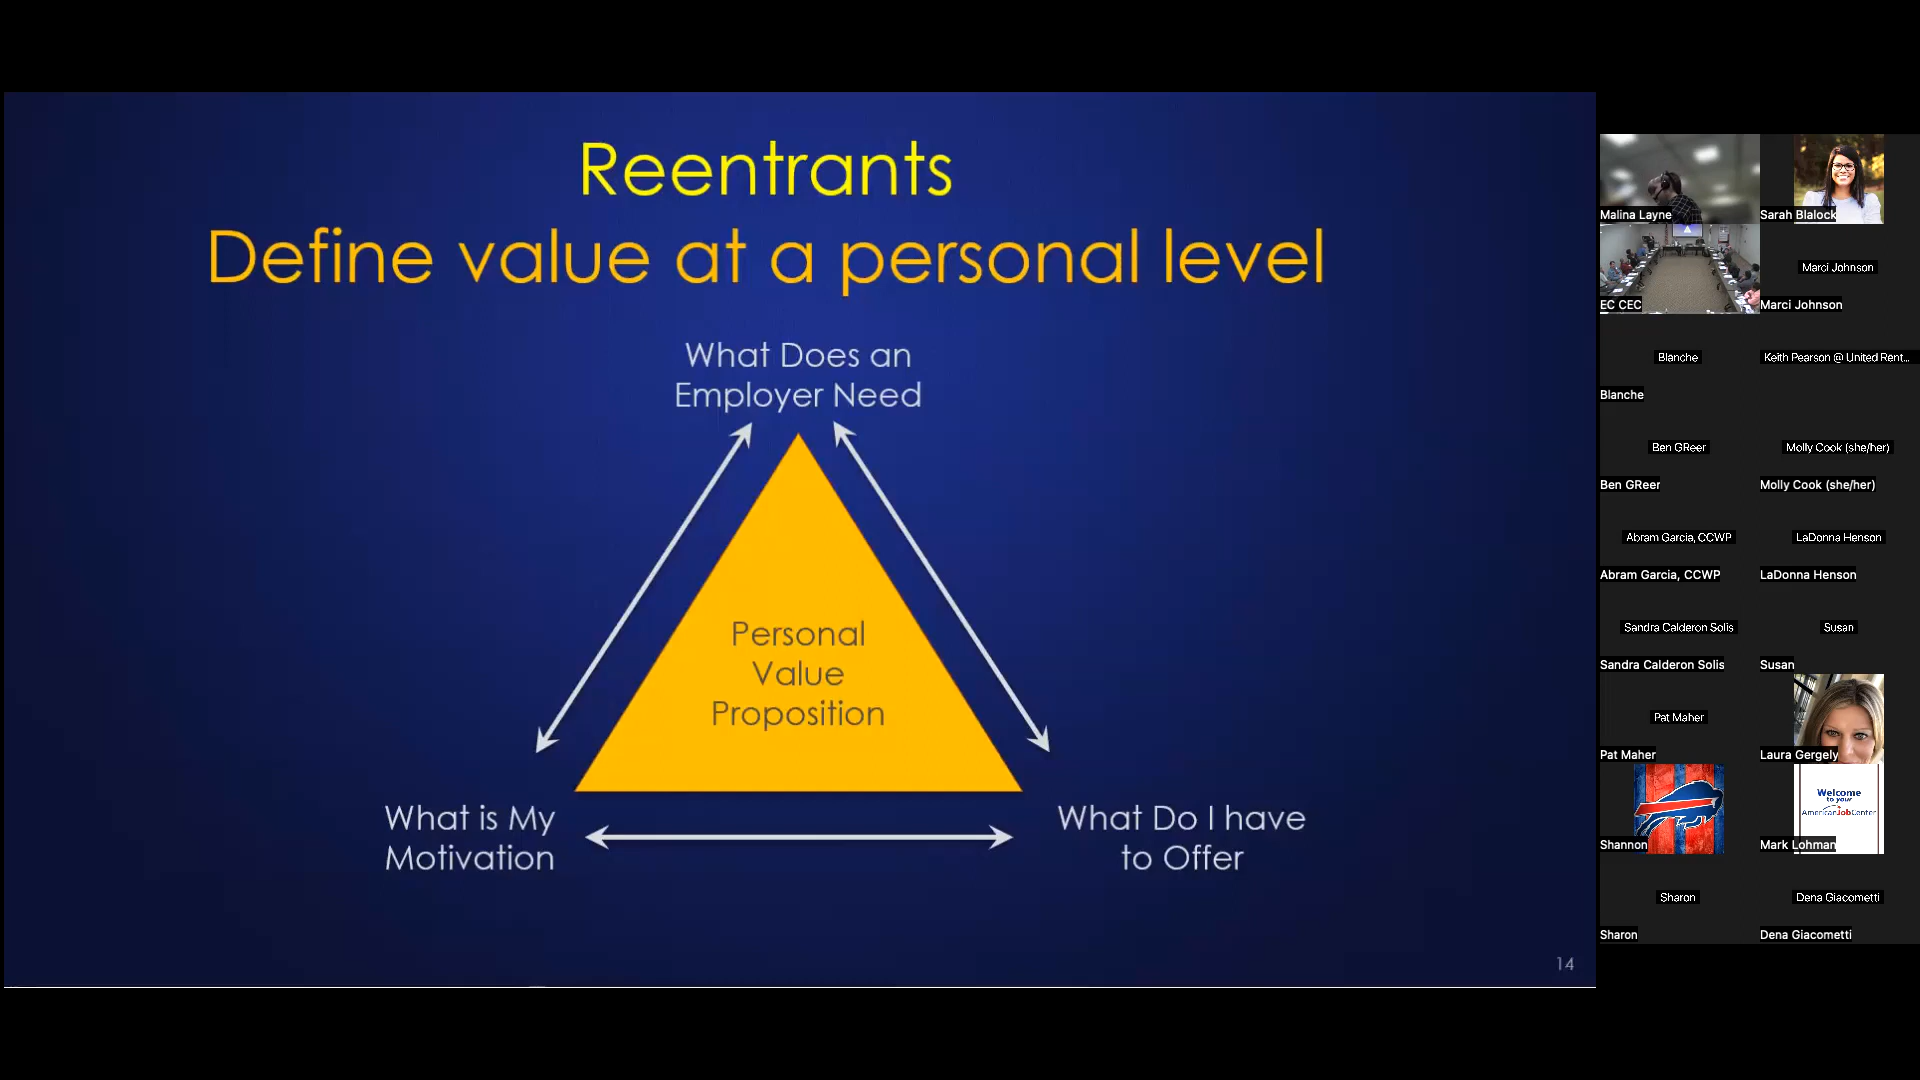 Reentrants
Define value at a personal level
What Does an
Employer Need
Personal
Value
Proposition
What is My
Motivation
What Do I have
to Offer
14
Malina Layne
Sarah Blalock
EC CEC
Marci Johnson
Marci Johnson
Blanche
Blanche
Keith Pearson @ United Rent...
Ben GReer
Ben GReer
Molly Cook (she/her)
Molly Cook (she/her)
Abram Garcia, CCWP
Abram Garcia, CCWP
LaDonna Henson
LaDonna Henson
Sandra Calderon Solis
Sandra Calderon Solis
Susan
Susan
Pat Maher
Pat Maher
Laura Gergely
Shannon
Welcome
to your
AmericanJobCenter
Mark Lohman
Sharon
Sharon
Dena Giacometti
Dena Giacometti